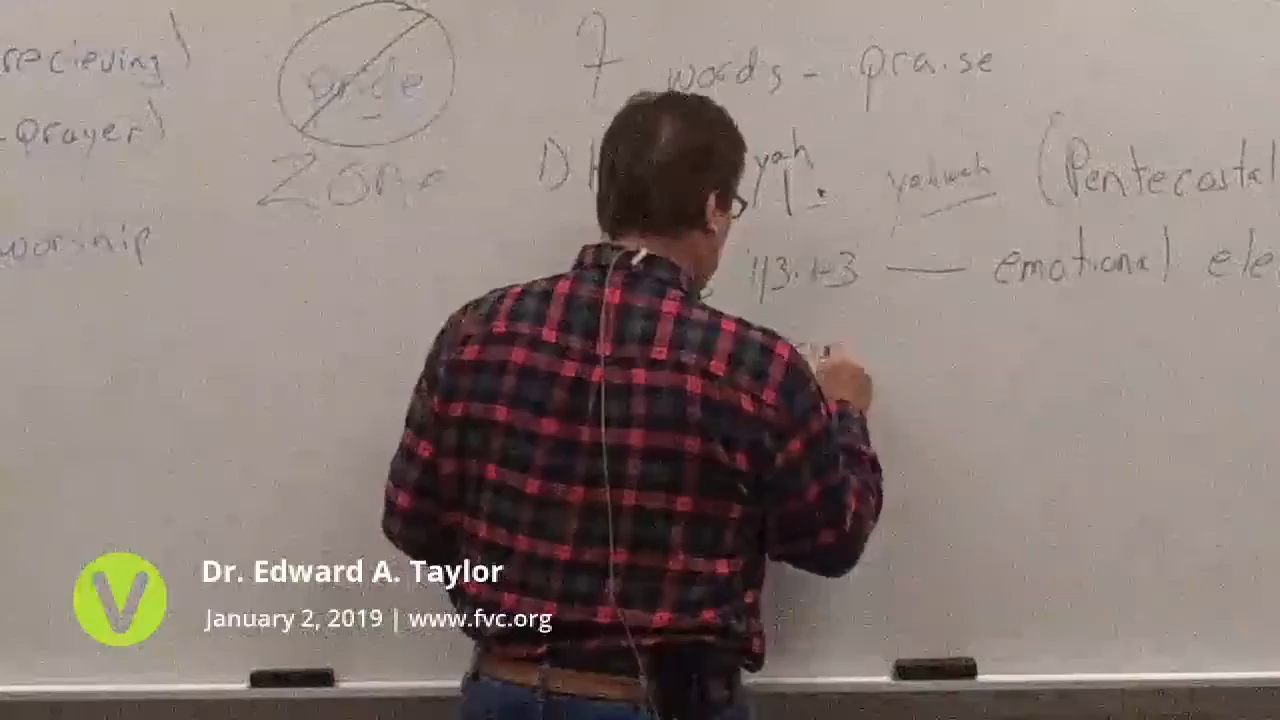 recieving)
-prayer)
worship
pride
Zone
7 words - praise
yah yahweh (Pentecostal
113:1-3 — emotional ele
V
Dr. Edward A. Taylor
January 2, 2019 | www.fvc.org